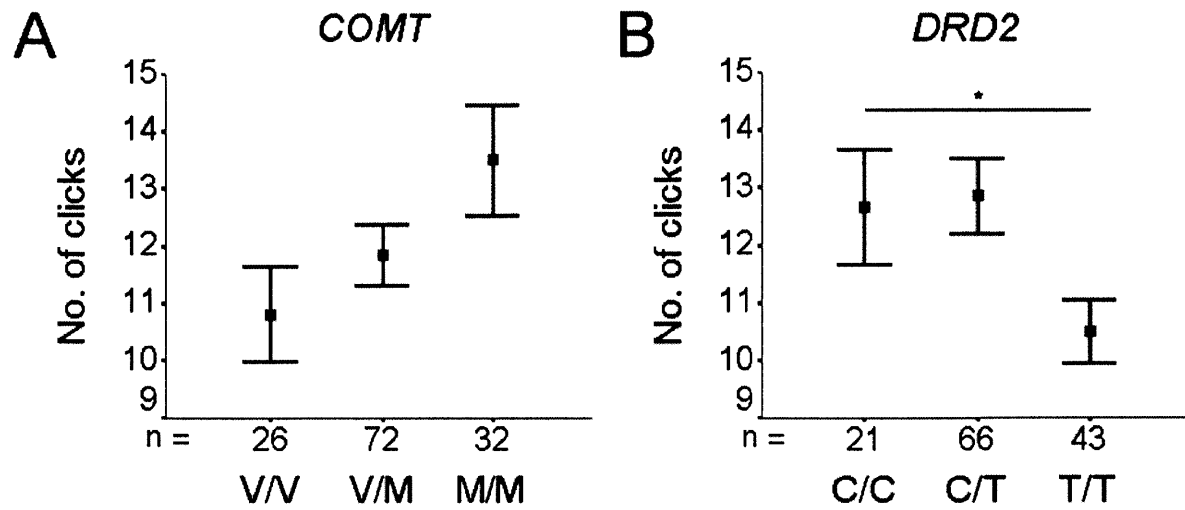 A
COMT
No. of clicks
15
14
13
12
11
10
9
n = 26 72 32
V/V V/M M/M
B
DRD2
No. of clicks
15
14
13
12
11
10
9
*
n = 21 66 43
C/C C/T T/T